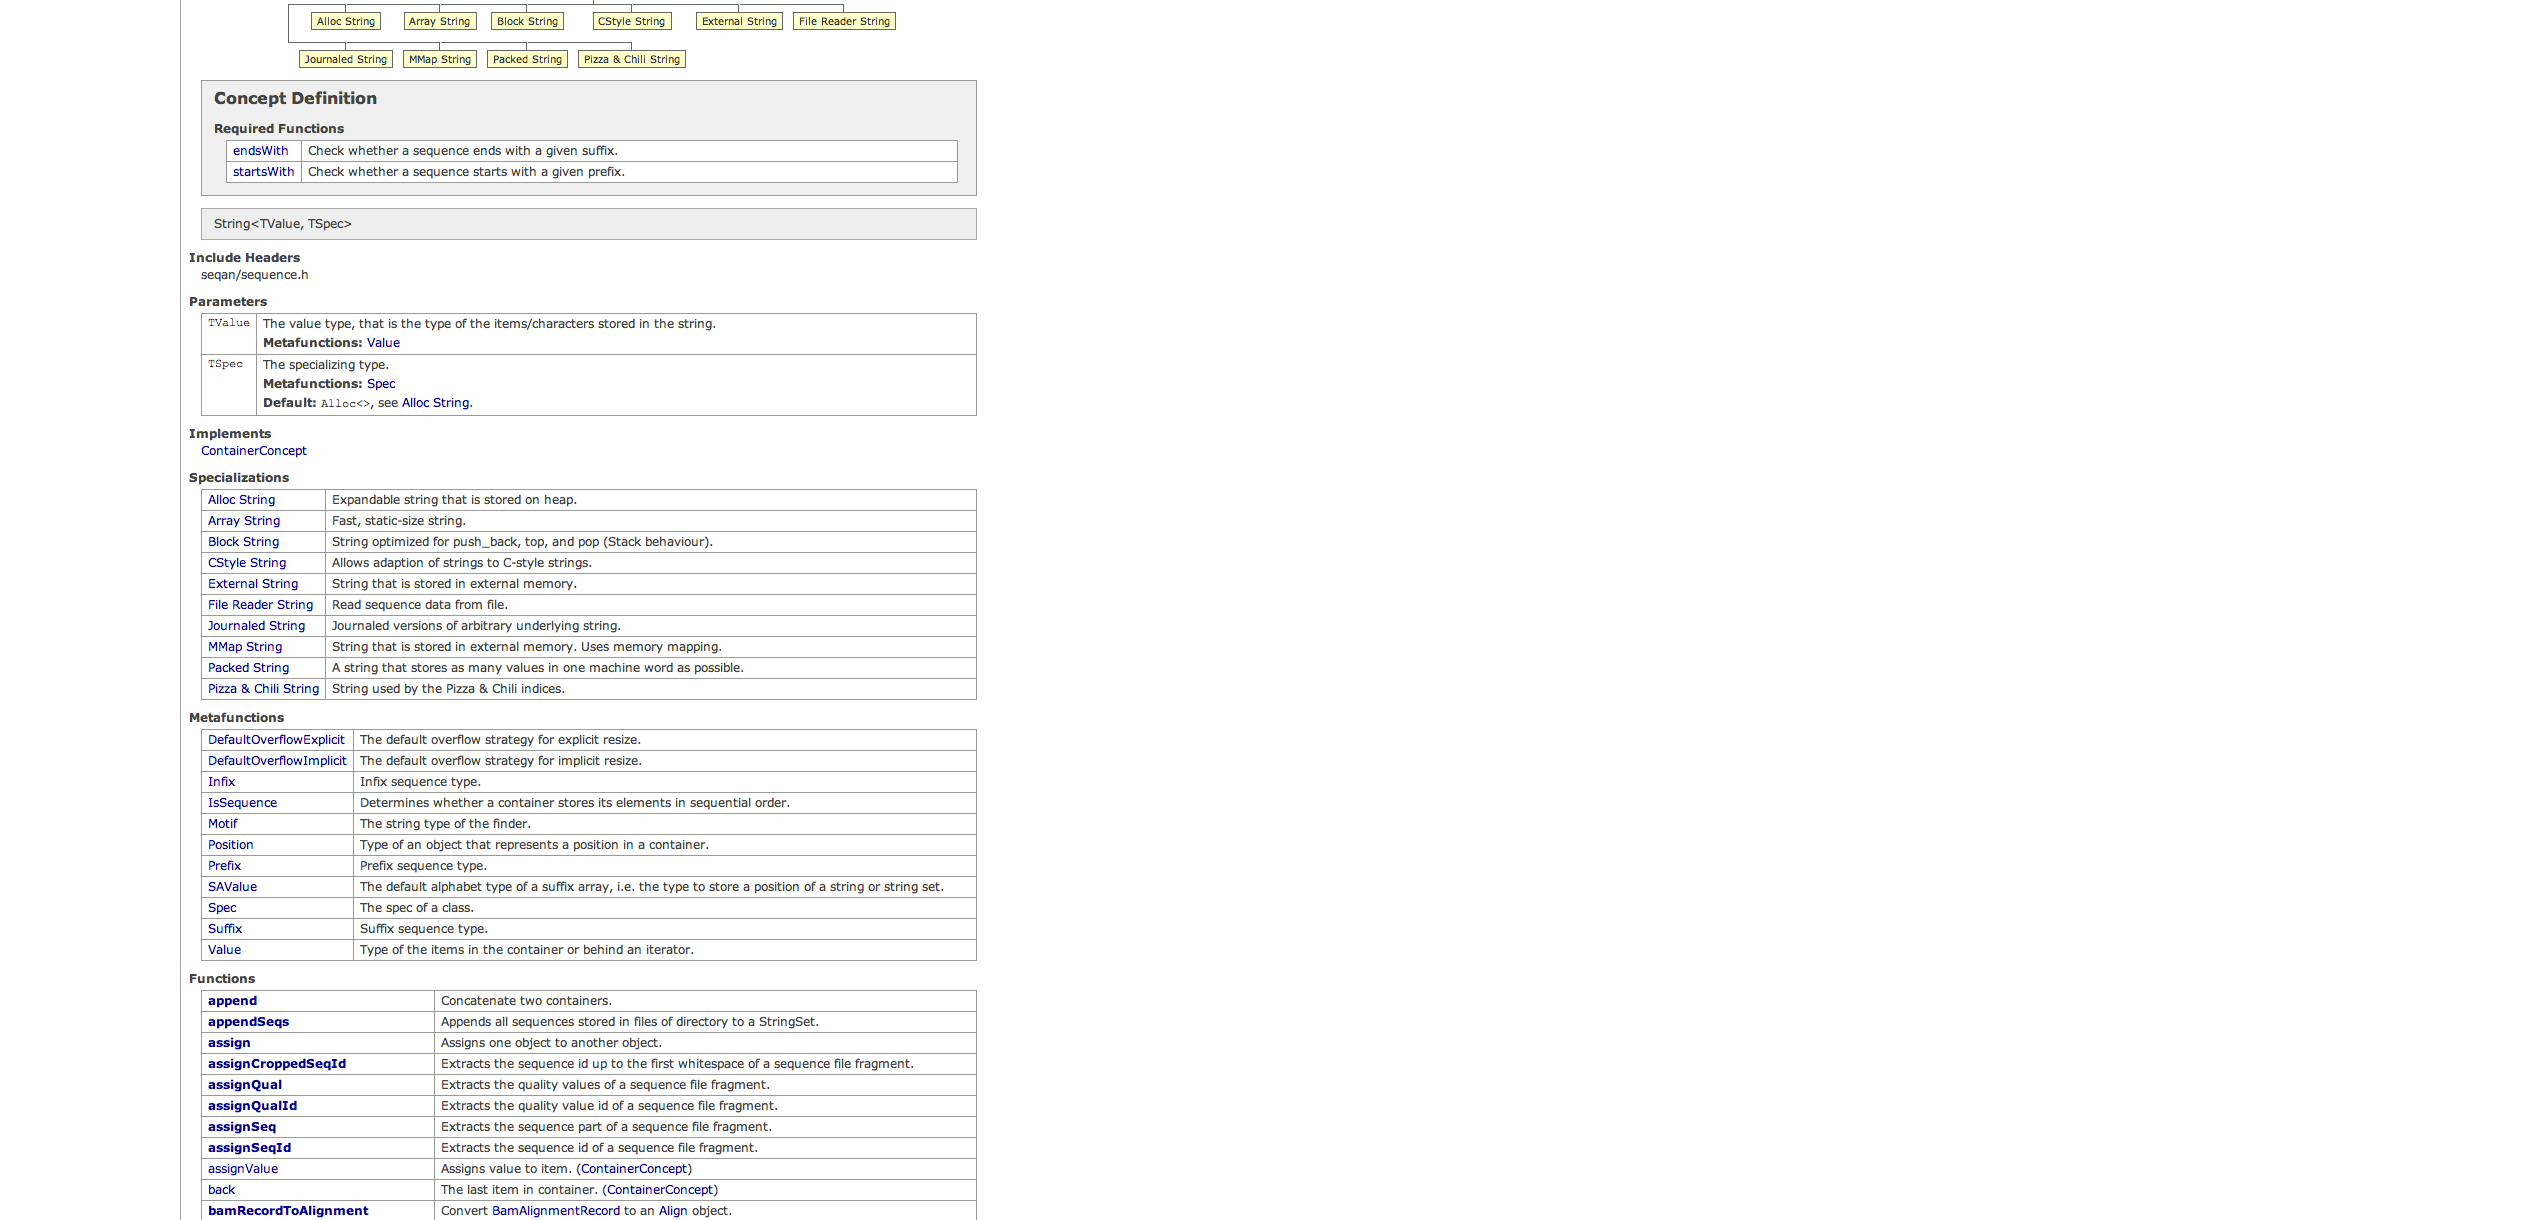 Alloc String Array String Block String CStyle String External String File Reader String
Journaled String MMap String Packed String Pizza & Chili String
Concept Definition
Required Functions
endsWith Check whether a sequence ends with a given suffix.
startsWith Check whether a sequence starts with a given prefix.
String<TValue, TSpec>
Include Headers
seqan/sequence.h
Parameters
TValue The value type, that is the type of the items/characters stored in the string.
Metafunctions: Value
TSpec The specializing type.
Metafunctions: Spec
Default: Alloc<>, see Alloc String.
Implements
ContainerConcept
Specializations
Alloc String Expandable string that is stored on heap.
Array String Fast, static-size string.
Block String String optimized for push_back, top, and pop (Stack behaviour).
CStyle String Allows adaption of strings to C-style strings.
External String String that is stored in external memory.
File Reader String Read sequence data from file.
Journaled String Journaled versions of arbitrary underlying string.
MMap String String that is stored in external memory. Uses memory mapping.
Packed String A string that stores as many values in one machine word as possible.
Pizza & Chili String String used by the Pizza & Chili indices.
Metafunctions
DefaultOverflowExplicit The default overflow strategy for explicit resize.
DefaultOverflowImplicit The default overflow strategy for implicit resize.
Infix Infix sequence type.
IsSequence Determines whether a container stores its elements in sequential order.
Motif The string type of the finder.
Position Type of an object that represents a position in a container.
Prefix Prefix sequence type.
SAValue The default alphabet type of a suffix array, i.e. the type to store a position of a string or string set.
Spec The spec of a class.
Suffix Suffix sequence type.
Value Type of the items in the container or behind an iterator.
Functions
append Concatenate two containers.
appendSeqs Appends all sequences stored in files of directory to a StringSet.
assign Assigns one object to another object.
assignCroppedSeqId Extracts the sequence id up to the first whitespace of a sequence file fragment.
assignQual Extracts the quality values of a sequence file fragment.
assignQualId Extracts the quality value id of a sequence file fragment.
assignSeq Extracts the sequence part of a sequence file fragment.
assignSeqId Extracts the sequence id of a sequence file fragment.
assignValue Assigns value to item. (ContainerConcept)
back The last item in container. (ContainerConcept)
bamRecordToAlignment Convert BamAlignmentRecord to an Align object.